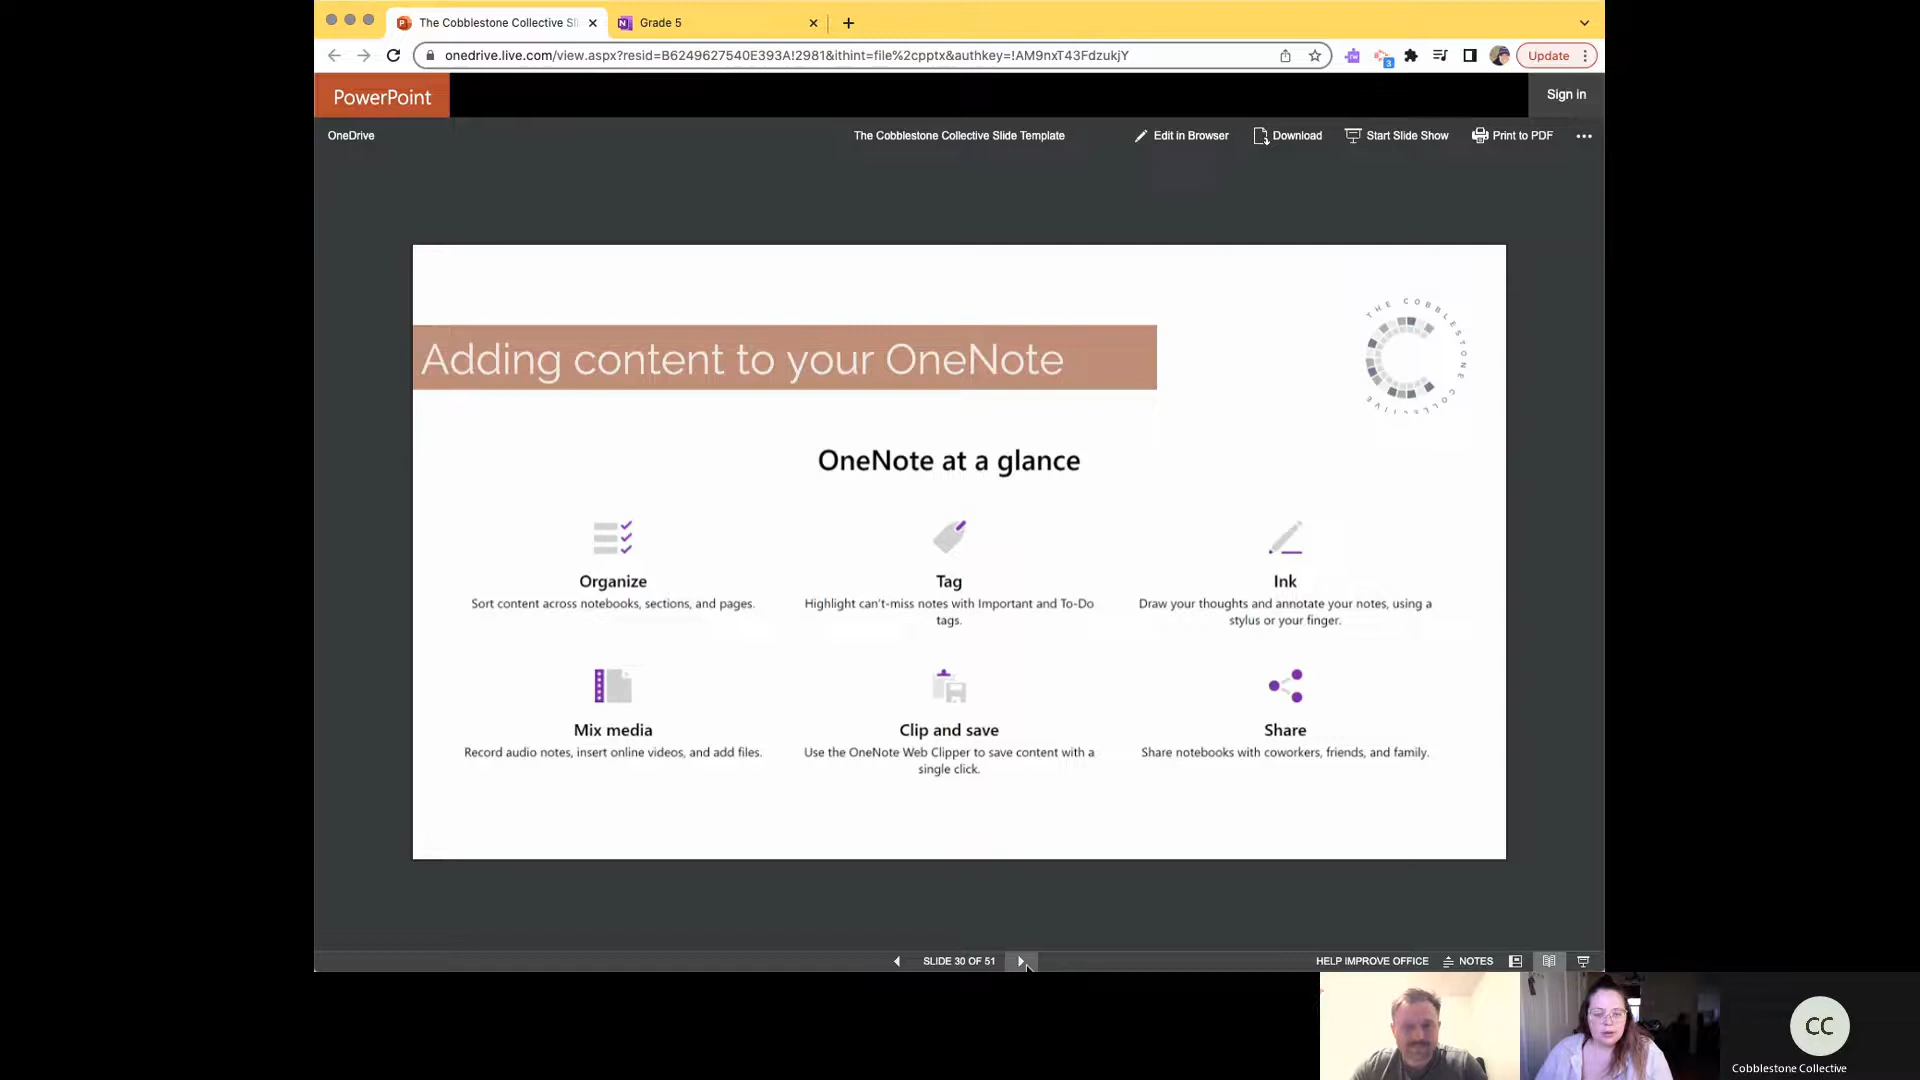 The Cobblestone Collective Sli
Grade 5
onedrive.live.com/view.aspx?resid=B6249627540E393A!2981&ithint=file%2cpptx&authkey=!AM9nxT43FdzukjY
3
Update
PowerPoint
Sign in
OneDrive
The Cobblestone Collective Slide Template
Edit in Browser
Download
Start Slide Show
Print to PDF
Adding content to your OneNote
THE COBBLESTONE COLLECTIVE
OneNote at a glance
Organize
Sort content across notebooks, sections, and pages.
Tag
Highlight can't-miss notes with Important and To-Do
tags.
Ink
Draw your thoughts and annotate your notes, using a
stylus or your finger.
Mix media
Record audio notes, insert online videos, and add files.
Clip and save
Use the OneNote Web Clipper to save content with a
single click.
Share
Share notebooks with coworkers, friends, and family.
SLIDE 30 OF 51
HELP IMPROVE OFFICE
NOTES
CC
Cobblestone Collective